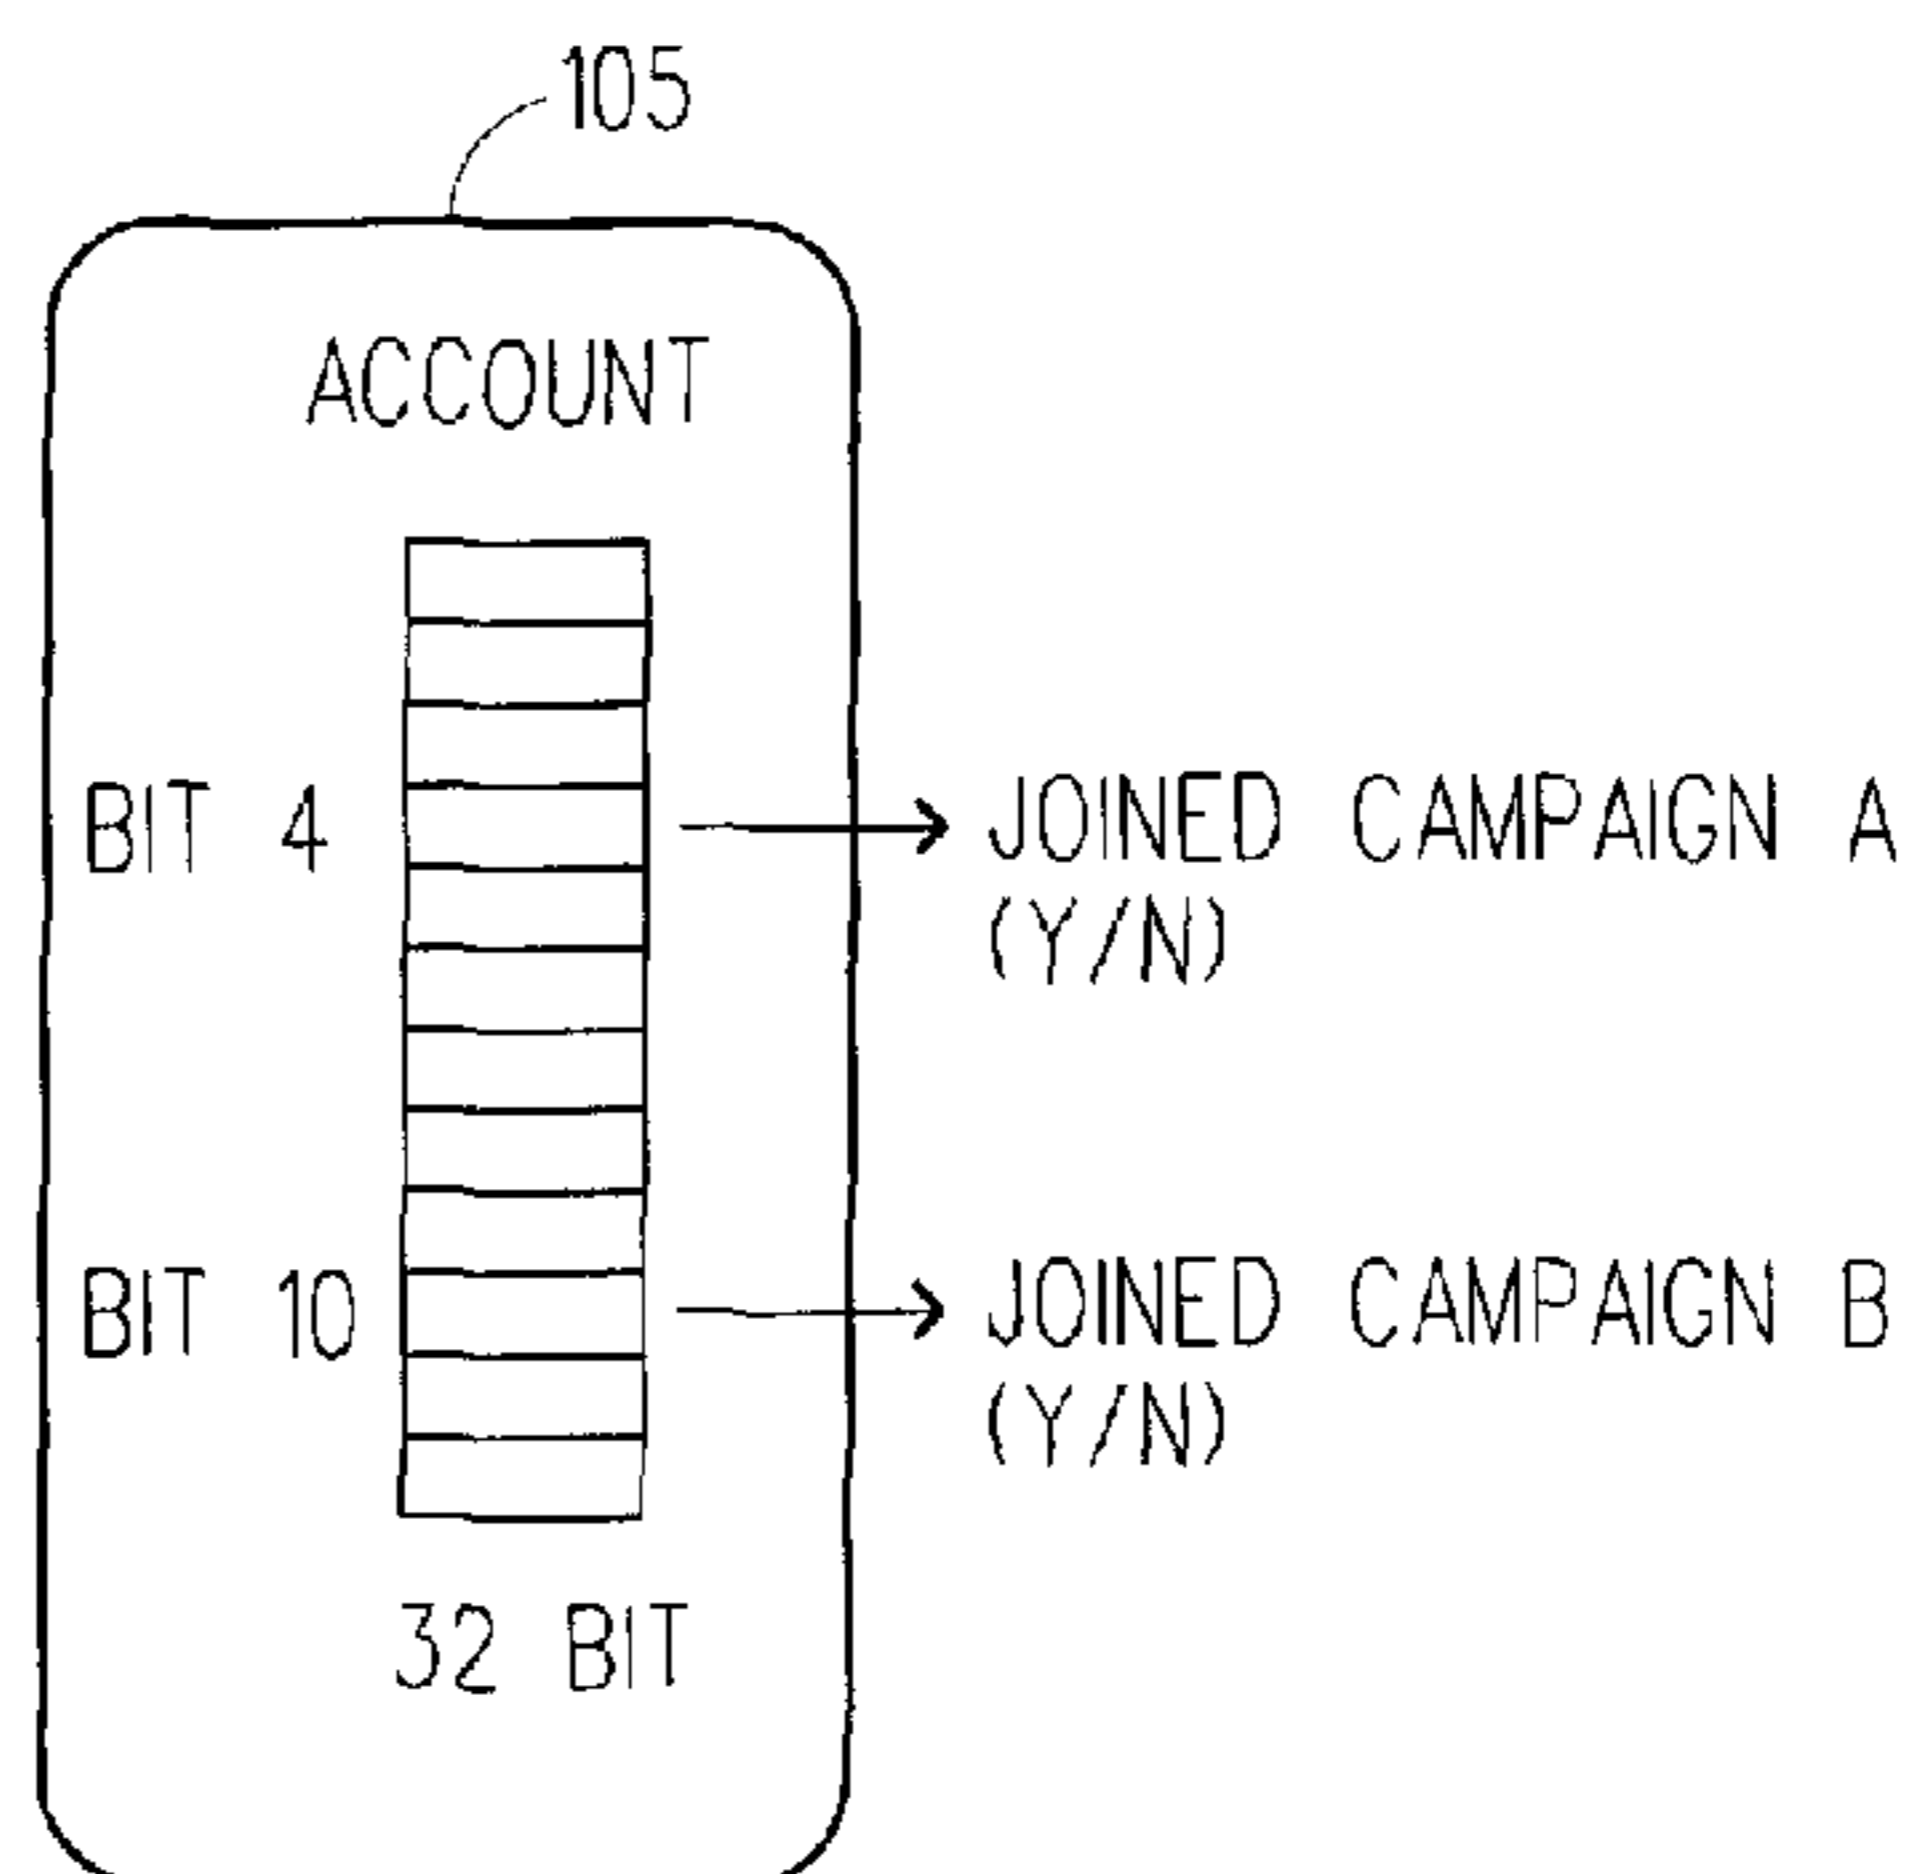 105
ACCOUNT
BIT 4
JOINED CAMPAIGN A
(Y/N)
BIT 10
JOINED CAMPAIGN B
(Y/N)
32 BIT